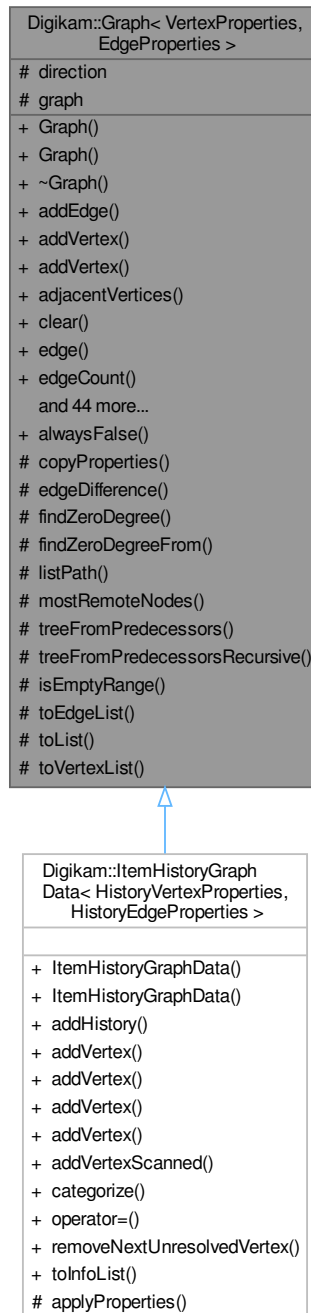 Digikam::Graph< VertexProperties,
EdgeProperties >
# direction
# graph
+ Graph()
+ Graph()
+ ~Graph()
+ addEdge()
+ addVertex()
+ addVertex()
+ adjacentVertices()
+ clear()
+ edge()
+ edgeCount()
and 44 more...
+ alwaysFalse()
# copyProperties()
# edgeDifference()
# findZeroDegree()
# findZeroDegreeFrom()
# listPath()
# mostRemoteNodes()
# treeFromPredecessors()
# treeFromPredecessorsRecursive()
# isEmptyRange()
# toEdgeList()
# toList()
# toVertexList()
Digikam::ItemHistoryGraph
Data< HistoryVertexProperties,
HistoryEdgeProperties >
+ ItemHistoryGraphData()
+ ItemHistoryGraphData()
+ addHistory()
+ addVertex()
+ addVertex()
+ addVertex()
+ addVertex()
+ addVertexScanned()
+ categorize()
+ operator=()
+ removeNextUnresolvedVertex()
+ toInfoList()
# applyProperties()